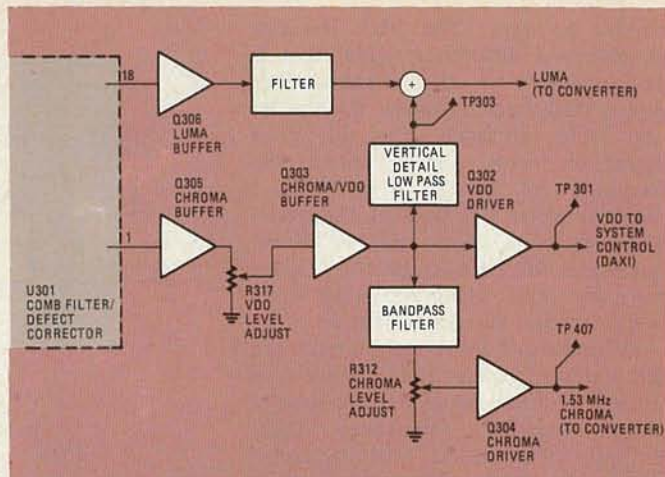 18
Q306
LUMA
BUFFER
FILTER
+
LUMA
(TO CONVERTER)
TP303
VERTICAL
DETAIL
LOW PASS
FILTER
Q305
CHROMA
BUFFER
Q303
CHROMA/VDO
BUFFER
Q302
VDO
DRIVER
TP 301
VDO TO
SYSTEM
CONTROL
(DAXI)
1
R317
VDO
LEVEL
ADJUST
U301
COMB FILTER/
DEFECT
CORRECTOR
BANDPASS
FILTER
R312
CHROMA
LEVEL
ADJUST
TP 407
1.53 MHz
CHROMA
(TO CONVERTER)
Q304
CHROMA
DRIVER